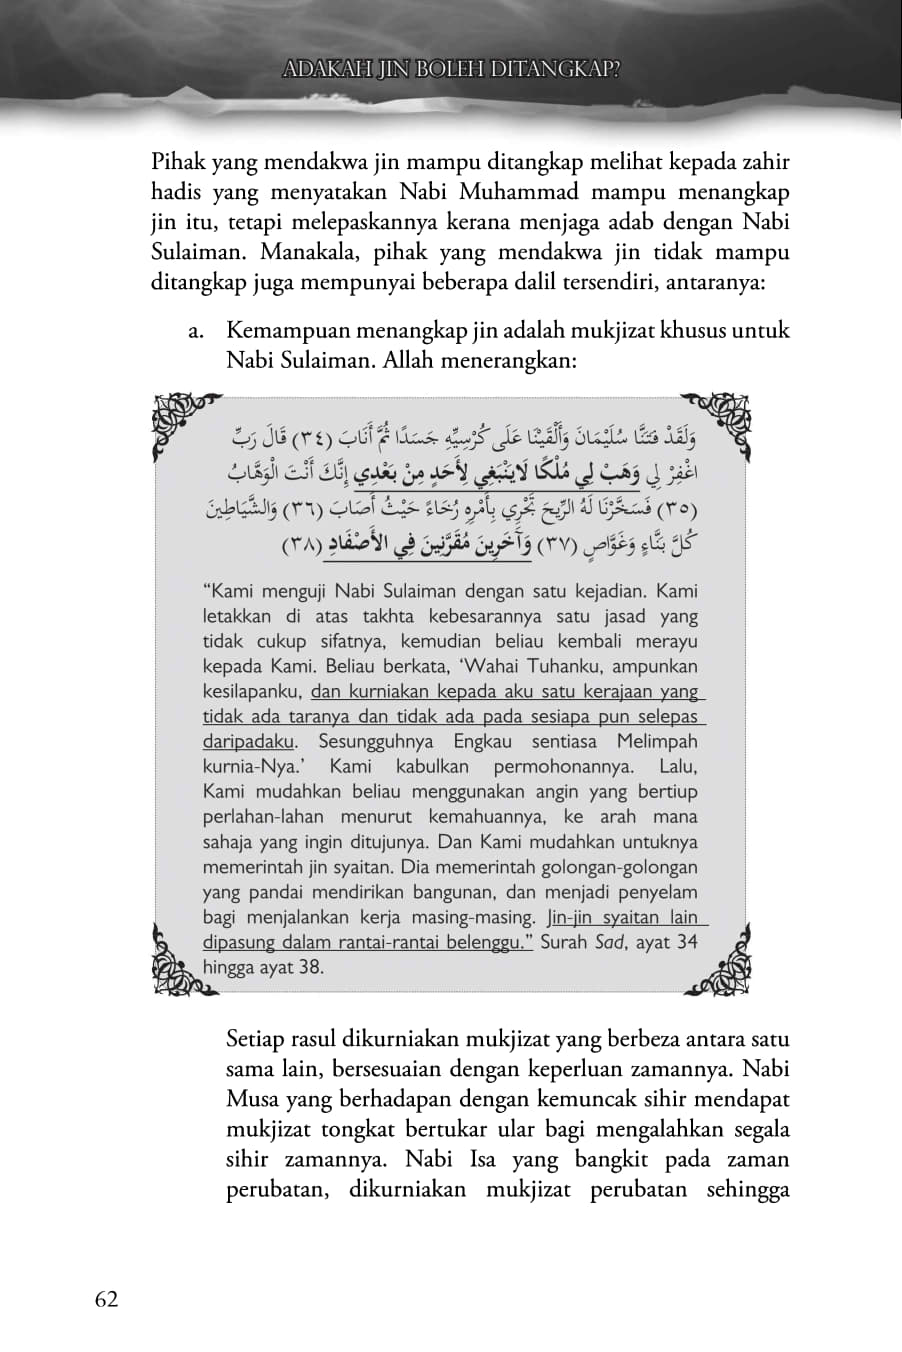 ADAKAH JIN BOLEH DITANGKAP?
Pihak yang mendakwa jin mampu ditangkap melihat kepada zahir
hadis yang menyatakan Nabi Muhammad mampu menangkap
jin itu, tetapi melepaskannya kerana menjaga adab dengan Nabi
Sulaiman. Manakala, pihak yang mendakwa jin tidak mampu
ditangkap juga mempunyai beberapa dalil tersendiri, antaranya:
a. Kemampuan menangkap jin adalah mukjizat khusus untuk
Nabi Sulaiman. Allah menerangkan:
وَلَقَدْ فَتَنَّا سُلَيْمَانَ وَأَلْقَيْنَا عَلَى كُرْسِيِّهِ جَسَدًا ثُمَّ أَنَابَ (٣٤) قَالَ رَبِّ
اغْفِرْ لِي وَهَبْ لِي مُلْكًا لَايَنْبَغِي لِأَحَدٍ مِنْ بَعْدِي إِنَّكَ أَنْتَ الْوَهَّابُ
(٣٥) فَسَخَّرْنَا لَهُ الرِّيحَ تَجْرِي بِأَمْرِهِ رُخَاءً حَيْثُ أَصَابَ (٣٦) وَالشَّيَاطِينَ
كُلَّ بَنَّاءٍ وَغَوَّاصٍ (٣٧) وَآخَرِينَ مُقَرَّنِينَ فِي الأَصْفَادِ (٣٨)
“Kami menguji Nabi Sulaiman dengan satu kejadian. Kami
letakkan di atas takhta kebesarannya satu jasad yang
tidak cukup sifatnya, kemudian beliau kembali merayu
kepada Kami. Beliau berkata, ‘Wahai Tuhanku, ampunkan
kesilapanku, dan kurniakan kepada aku satu kerajaan yang
tidak ada taranya dan tidak ada pada sesiapa pun selepas
daripadaku. Sesungguhnya Engkau sentiasa Melimpah
kurnia-Nya.’ Kami kabulkan permohonannya. Lalu,
Kami mudahkan beliau menggunakan angin yang bertiup
perlahan-lahan menurut kemahuannya, ke arah mana
sahaja yang ingin ditujunya. Dan Kami mudahkan untuknya
memerintah jin syaitan. Dia memerintah golongan-golongan
yang pandai mendirikan bangunan, dan menjadi penyelam
bagi menjalankan kerja masing-masing. Jin-jin syaitan lain
dipasung dalam rantai-rantai belenggu.” Surah Sad, ayat 34
hingga ayat 38.
Setiap rasul dikurniakan mukjizat yang berbeza antara satu
sama lain, bersesuaian dengan keperluan zamannya. Nabi
Musa yang berhadapan dengan kemuncak sihir mendapat
mukjizat tongkat bertukar ular bagi mengalahkan segala
sihir zamannya. Nabi Isa yang bangkit pada zaman
perubatan, dikurniakan mukjizat perubatan sehingga
62